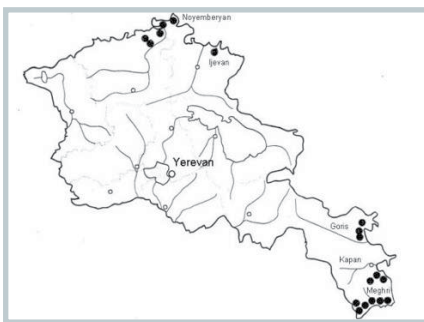 Noyemberyan
Ijevan
Yerevan
Goris
Kapan
Meghri